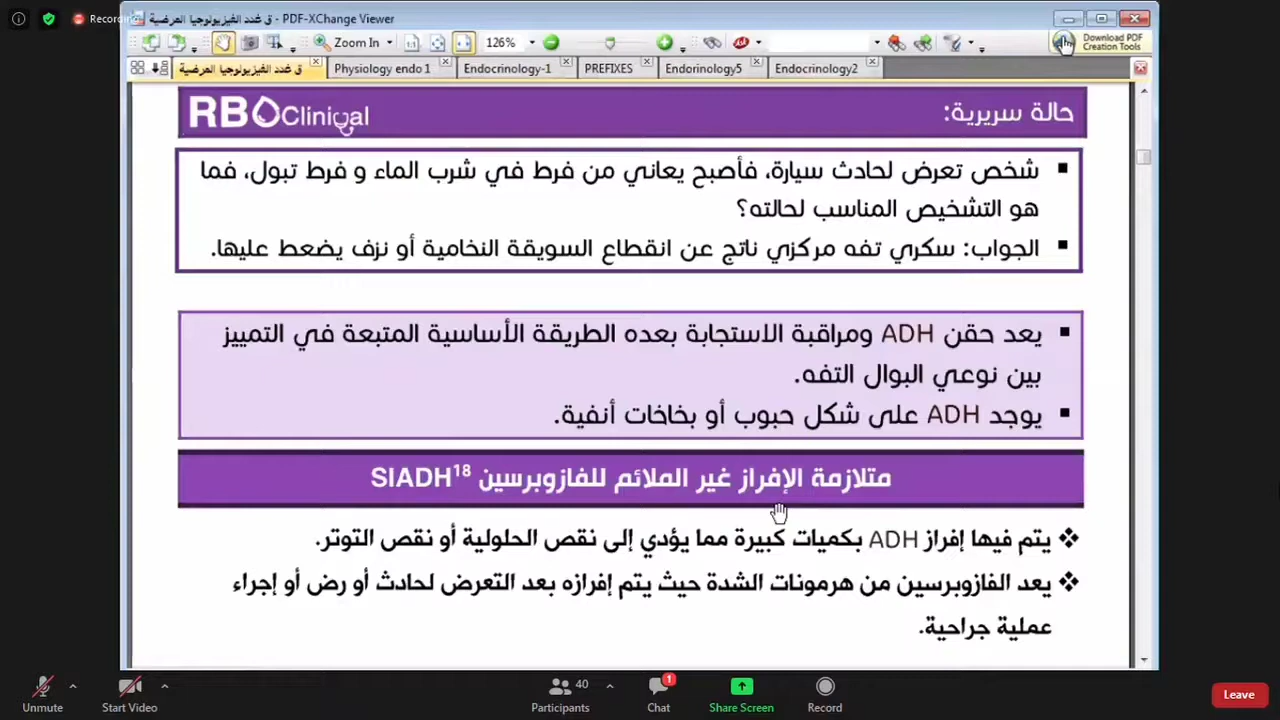 Recording
ق غدد الفيزيولوجيا المرضية - PDF-XChange Viewer
Zoom In
126%
Download PDF
Creation Tools
ق غدد الفيزيولوجيا المرضية
Physiology endo 1
Endocrinology-1
PREFIXES
Endorinology5
Endocrinology2
RBO Clinical
حالة سريرية:
شخص تعرض لحادث سيارة، فأصبح يعاني من فرط في شرب الماء و فرط تبول، فما
هو التشخيص المناسب لحالته؟
الجواب: سكري تفه مركزي ناتج عن انقطاع السويقة النخامية أو نزف يضعط عليها.
يعد حقن ADH ومراقبة الاستجابة بعده الطريقة الأساسية المتبعة في التمييز
بين نوعي البوال التفه.
يوجد ADH على شكل حبوب أو بخاخات أنفية.
متلازمة الإفراز غير الملائم للفازوبرسين SIADH18
يتم فيها إفراز ADH بكميات كبيرة مما يؤدي إلى نقص الحلولية أو نقص التوتر.
يعد الفازوبرسين من هرمونات الشدة حيث يتم إفرازه بعد التعرض لحادث أو رض أو إجراء
عملية جراحية.
Unmute
Start Video
40
Participants
1
Chat
Share Screen
Record
Leave